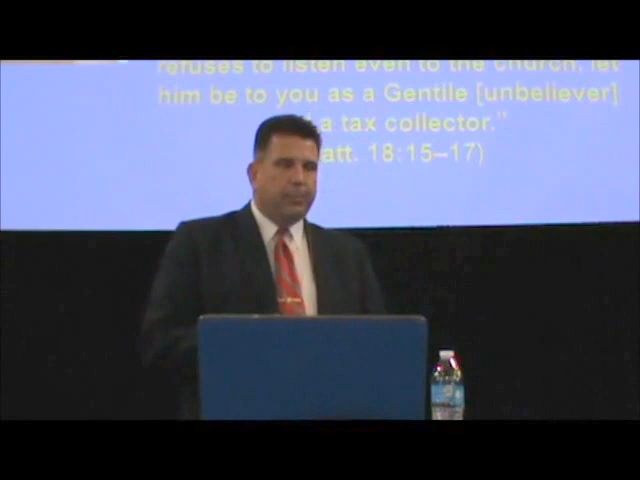 refuses to listen even to the church, let
him be to you as a Gentile [unbeliever]
a tax collector."
att. 18:15–17)